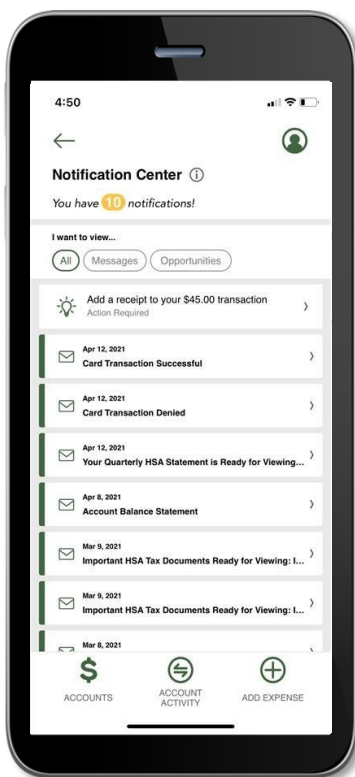 4:50
Notification Center
You have 10 notifications!
I want to view...
All Messages Opportunities
Add a receipt to your $45.00 transaction
Action Required
Apr 12, 2021
Card Transaction Successful
Apr 12, 2021
Card Transaction Denied
Apr 12, 2021
Your Quarterly HSA Statement is Ready for Viewing...
Apr 8, 2021
Account Balance Statement
Mar 9, 2021
Important HSA Tax Documents Ready for Viewing: I...
Mar 9, 2021
Important HSA Tax Documents Ready for Viewing: I...
Mar 8, 2021
ACCOUNTS
ACCOUNT
ACTIVITY
ADD EXPENSE